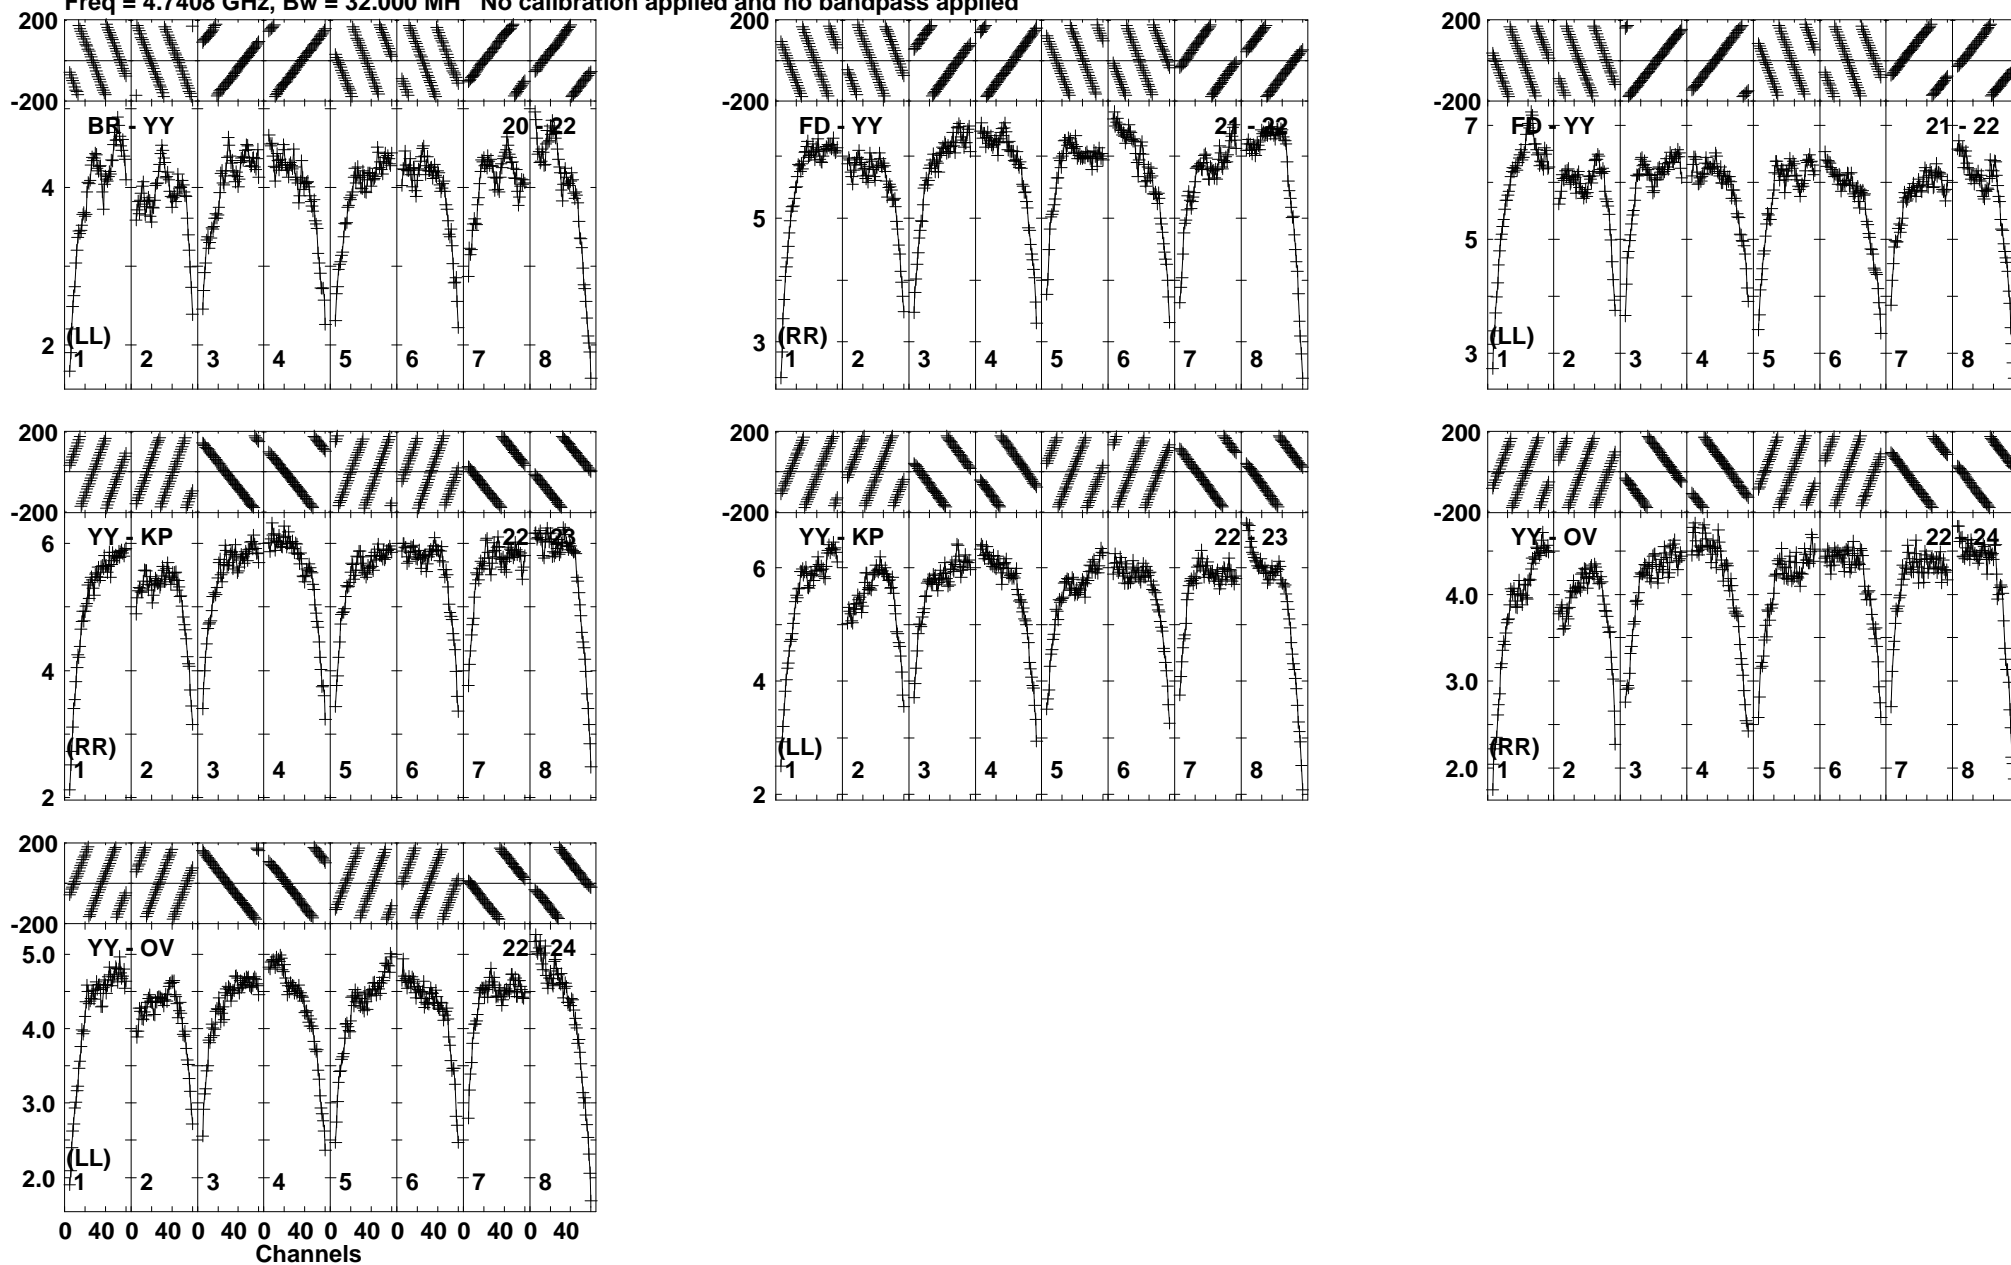 Freq = 4.7408 GHz, Bw = 32.000 MH No calibration applied and no bandpass applied
200
-200
BR - YY 20 - 22
4
2
(LL)
1 2 3 4 5 6 7 8
200
-200
FD - YY 21 - 22
5
3
(RR)
1 2 3 4 5 6 7 8
200
-200
7
FD - YY 21 - 22
5
3
(LL)
1 2 3 4 5 6 7 8
200
-200
YY - KP 22 - 23
6
4
2
(RR)
1 2 3 4 5 6 7 8
200
-200
YY - KP 22 - 23
6
4
2
(LL)
1 2 3 4 5 6 7 8
200
-200
YY - OV 22 - 24
4.0
3.0
2.0
(RR)
1 2 3 4 5 6 7 8
200
-200
YY - OV 22 - 24
5.0
4.0
3.0
2.0
(LL)
1 2 3 4 5 6 7 8
0 40 0 40 0 40 0 40 0 40 0 40 0 40 0 40
Channels